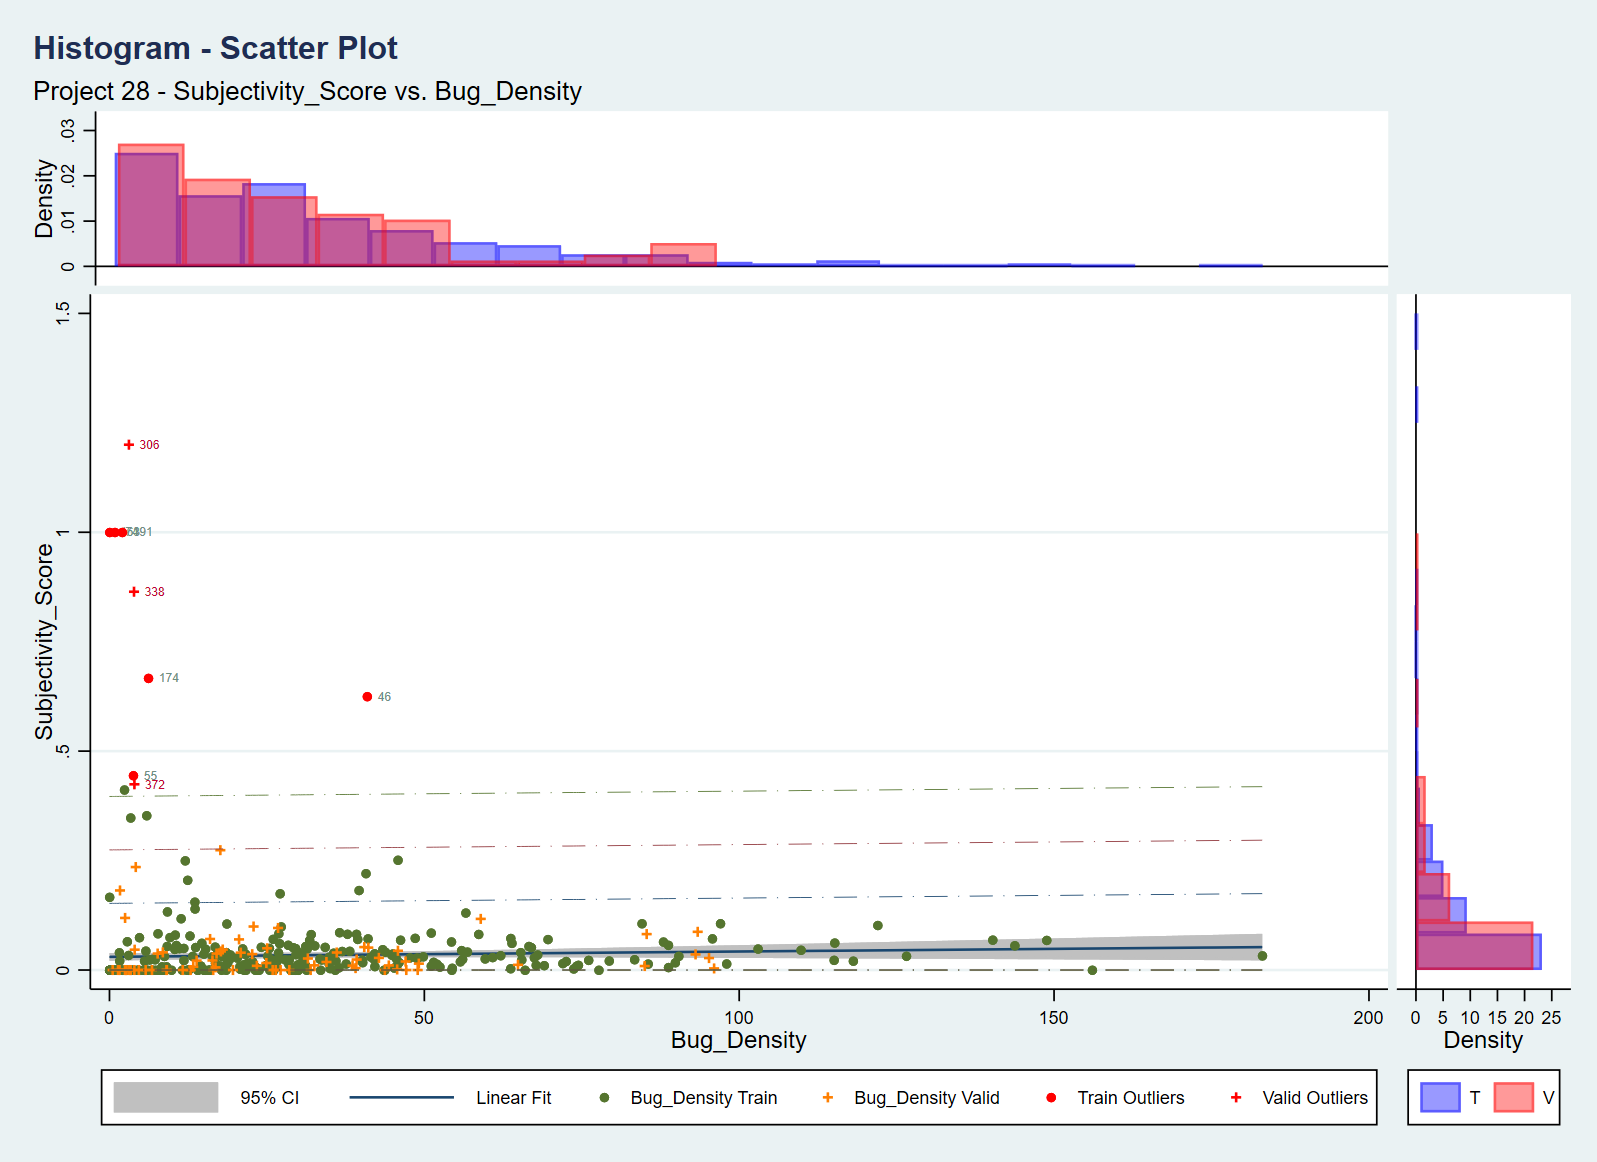 Histogram - Scatter Plot
Project 28 - Subjectivity_Score vs. Bug_Density
Density
.03
.02
.01
0
Subjectivity_Score
1.5
1
.5
0
306
338
174
46
55
372
0 50 100 150 200
Bug_Density
0 5 10 15 20 25
Density
95% CI Linear Fit Bug_Density Train Bug_Density Valid Train Outliers Valid Outliers
T V